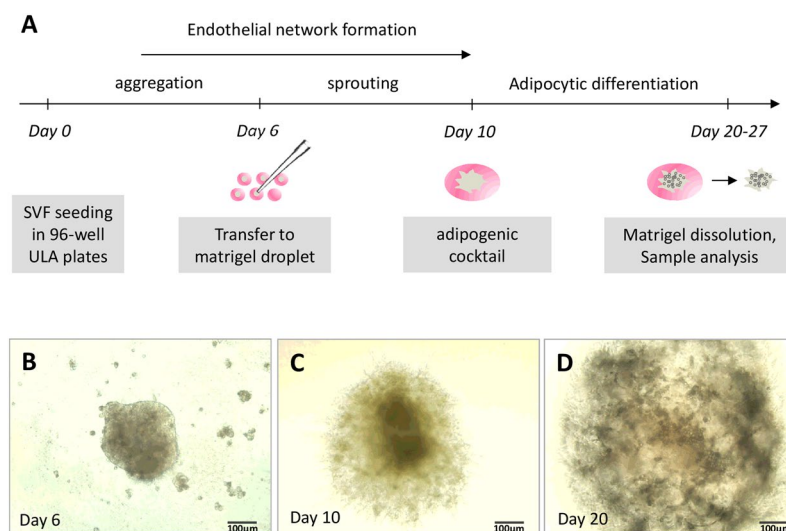 A
Endothelial network formation
aggregation
sprouting
Adipocytic differentiation
Day 0
Day 6
Day 10
Day 20-27
SVF seeding
in 96-well
ULA plates
Transfer to
matrigel droplet
adipogenic
cocktail
Matrigel dissolution,
Sample analysis
B
Day 6
100µm
C
Day 10
100µm
D
Day 20
100µm